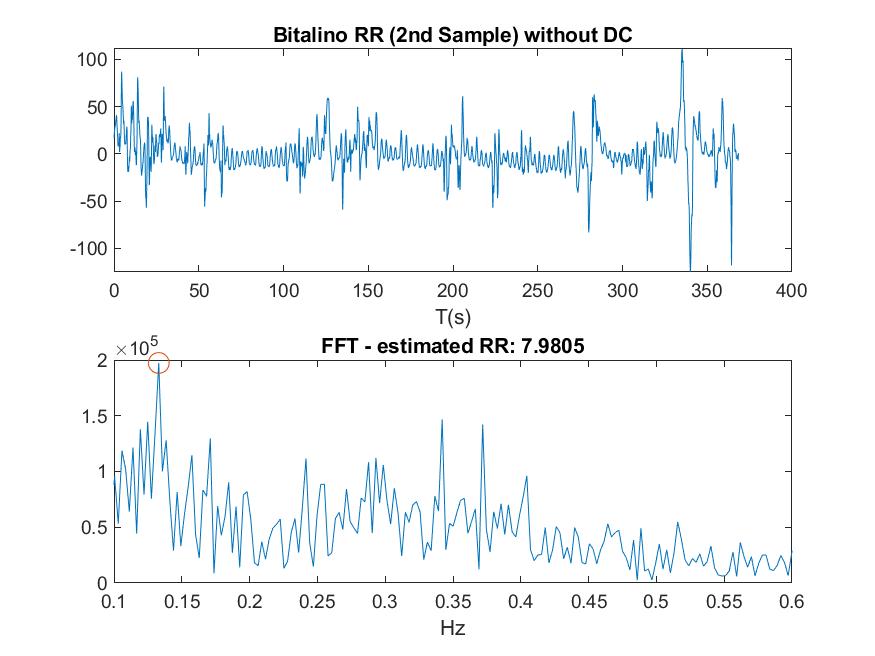 Bitalino RR (2nd Sample) without DC
100
50
0
-50
-100
0 50 100 150 200 250 300 350 400
T(s)
×10^5
FFT - estimated RR: 7.9805
2
1.5
1
0.5
0
0.1 0.15 0.2 0.25 0.3 0.35 0.4 0.45 0.5 0.55 0.6
Hz